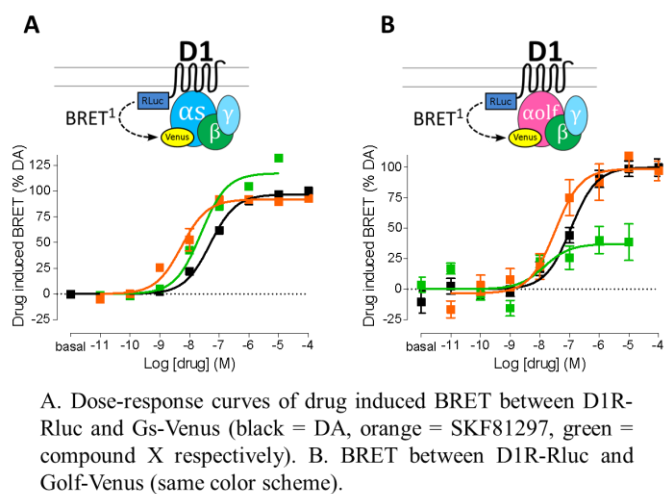 A
B
D1
D1
RLuc
αs
γ
β
Venus
BRET1
RLuc
αolf
γ
β
Venus
BRET1
Drug induced BRET (% DA)
125
100
75
50
25
0
-25
basal -11 -10 -9 -8 -7 -6 -5 -4
Log [drug] (M)
Drug induced BRET (% DA)
100
75
50
25
0
-25
basal -11 -10 -9 -8 -7 -6 -5 -4
Log [drug] (M)
A. Dose-response curves of drug induced BRET between D1R-
Rluc and Gs-Venus (black = DA, orange = SKF81297, green =
compound X respectively). B. BRET between D1R-Rluc and
Golf-Venus (same color scheme).